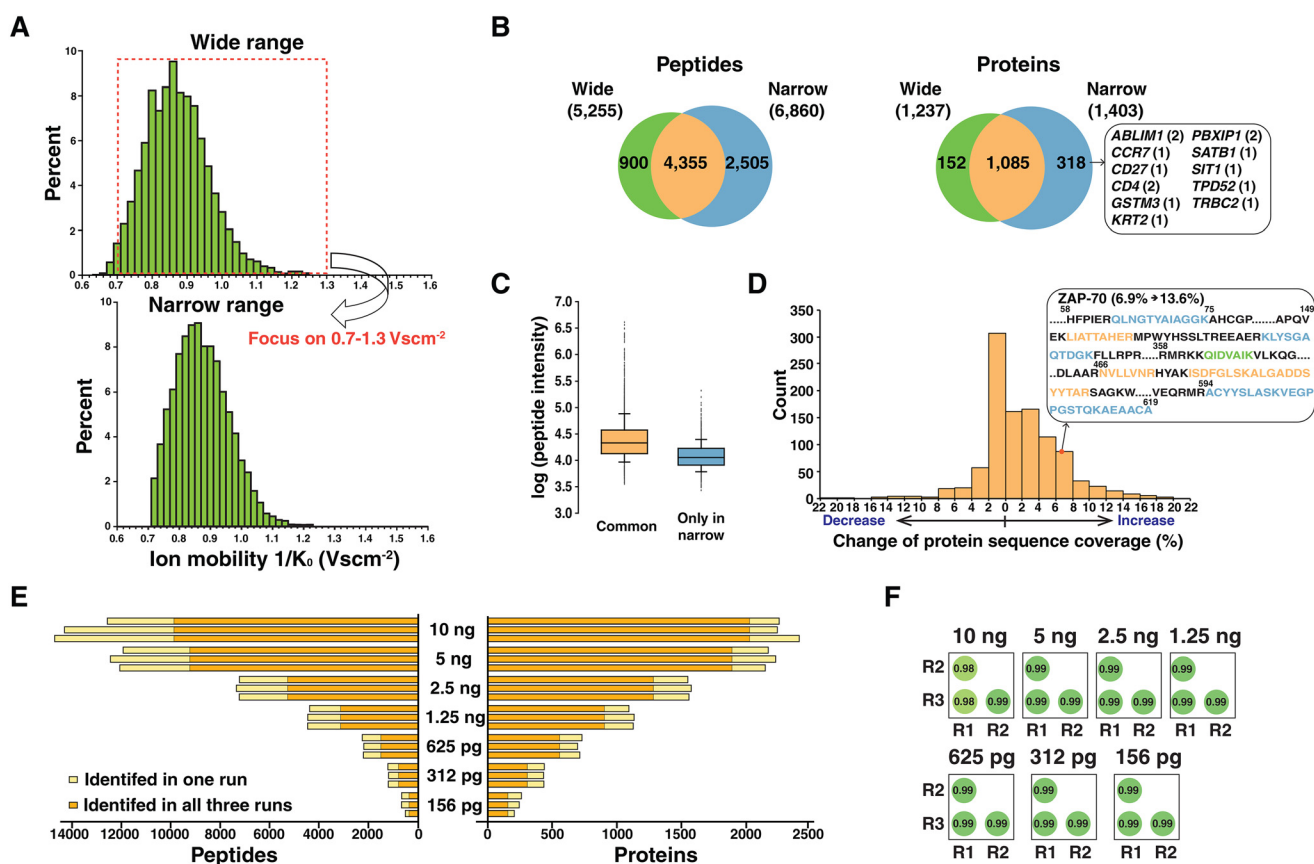 A
Wide range
10
8
6
4
2
0
Percent
0.6 0.7 0.8 0.9 1.0 1.1 1.2 1.3 1.4 1.5 1.6
Narrow range
Focus on 0.7-1.3 Vscm-2
10
8
6
4
2
0
Percent
0.6 0.7 0.8 0.9 1.0 1.1 1.2 1.3 1.4 1.5 1.6
Ion mobility 1/K0 (Vscm-2)
B
Peptides
Wide
(5,255)
Narrow
(6,860)
900 4,355 2,505
Proteins
Wide
(1,237)
Narrow
(1,403)
152 1,085 318
ABLIM1 (2) PBXIP1 (2)
CCR7 (1) SATB1 (1)
CD27 (1) SIT1 (1)
CD4 (2) TPD52 (1)
GSTM3 (1) TRBC2 (1)
KRT2 (1)
C
log (peptide intensity)
7.0
6.5
6.0
5.5
5.0
4.5
4.0
3.5
3.0
Common
Only in
narrow
D
Count
350
300
250
200
150
100
50
0
22 20 18 16 14 12 10 8 6 4 2 0 2 4 6 8 10 12 14 16 18 20 22
Decrease Increase
Change of protein sequence coverage (%)
ZAP-70 (6.9% → 13.6%)
58 75 149
.....HFPIERQLNGTYAIAGGKAHCGP.......APQV
EKLIATTAHERMPWYHSSLTREEAERKLYSGA
358
QTDGKFLLRPR.....RMRKKQIDVAIKVLKQG....
466
..DLAARNVLLVNRHYAKISDFGLSKALGADDS
594
YYTARSAGKW.....VEQRMRACYYSLASKVEGP
619
PGSTQKAEAACA
E
10 ng
5 ng
2.5 ng
1.25 ng
625 pg
312 pg
156 pg
Identifed in one run
Identifed in all three runs
14000 12000 10000 8000 6000 4000 2000 0
Peptides
0 500 1000 1500 2000 2500
Proteins
F
10 ng 5 ng 2.5 ng 1.25 ng
R2 0.98 0.99 0.99 0.99
R3 0.98 0.99 0.99 0.99 0.99 0.99 0.99 0.99
R1 R2 R1 R2 R1 R2 R1 R2
625 pg 312 pg 156 pg
R2 0.99 0.99 0.99
R3 0.99 0.99 0.99 0.99 0.99 0.99
R1 R2 R1 R2 R1 R2